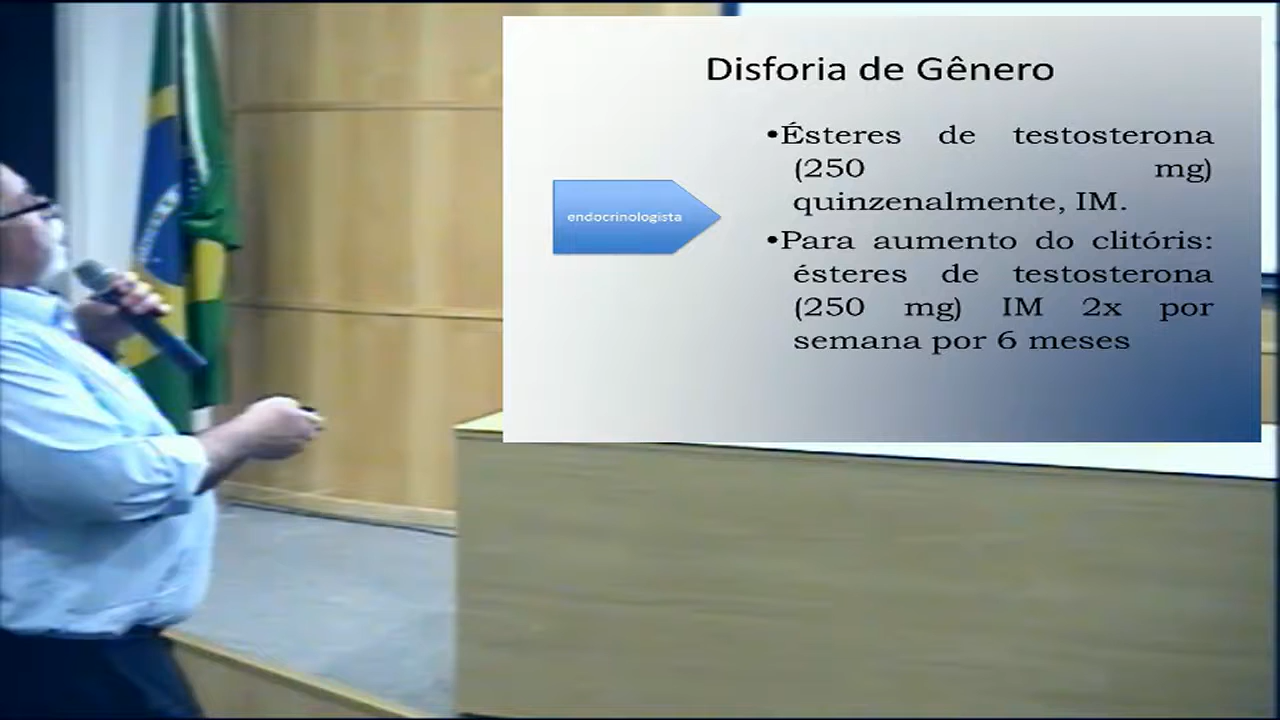 Disforia de Gênero
endocrinologista
•Ésteres de testosterona
(250 mg)
quinzenalmente, IM.
•Para aumento do clitóris:
ésteres de testosterona
(250 mg) IM 2x por
semana por 6 meses